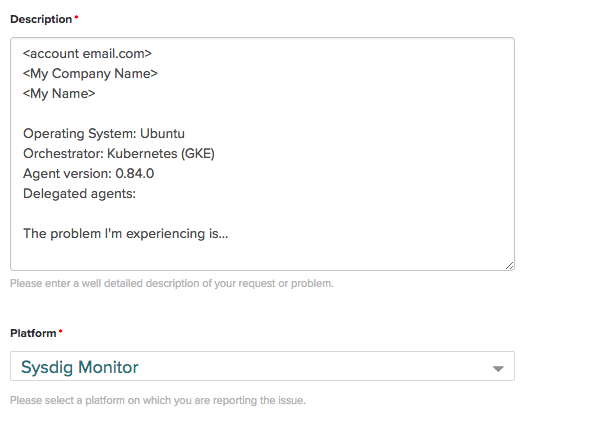 Description*
<account email.com>
<My Company Name>
<My Name>
Operating System: Ubuntu
Orchestrator: Kubernetes (GKE)
Agent version: 0.84.0
Delegated agents:
The problem I'm experiencing is...
Please enter a well detailed description of your request or problem.
Platform*
Sysdig Monitor
Please select a platform on which you are reporting the issue.